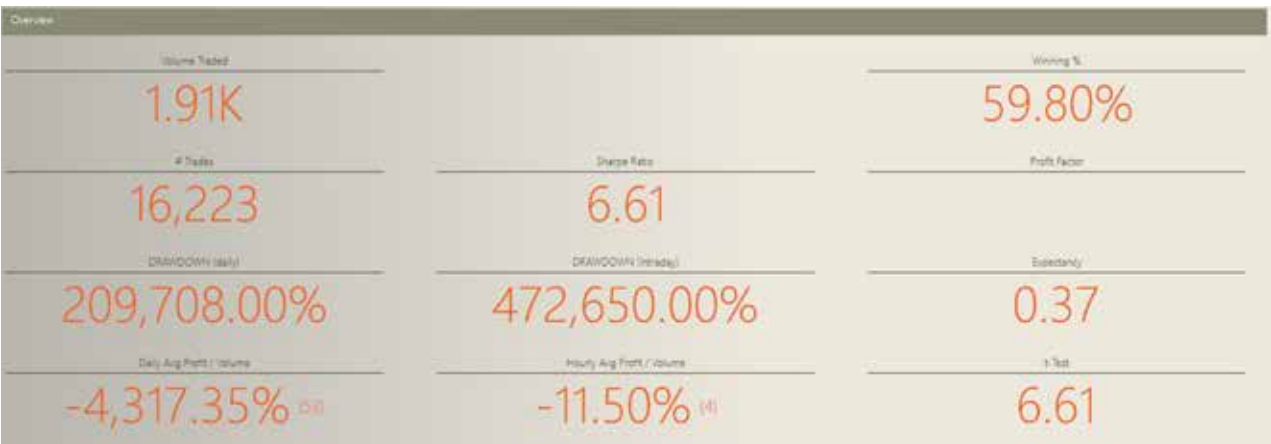 Overview
Volume Traded
Winning %
1.91K
59.80%
# Trades
Sharpe Ratio
Profit Factor
16,223
6.61
DRAWDOWN (daily)
DRAWDOWN (Intraday)
Expectancy
209,708.00%
472,650.00%
0.37
Daily Avg Profit / Volume
Hourly Avg Profit / Volume
t-Test
-4,317.35%
-11.50% (4)
6.61